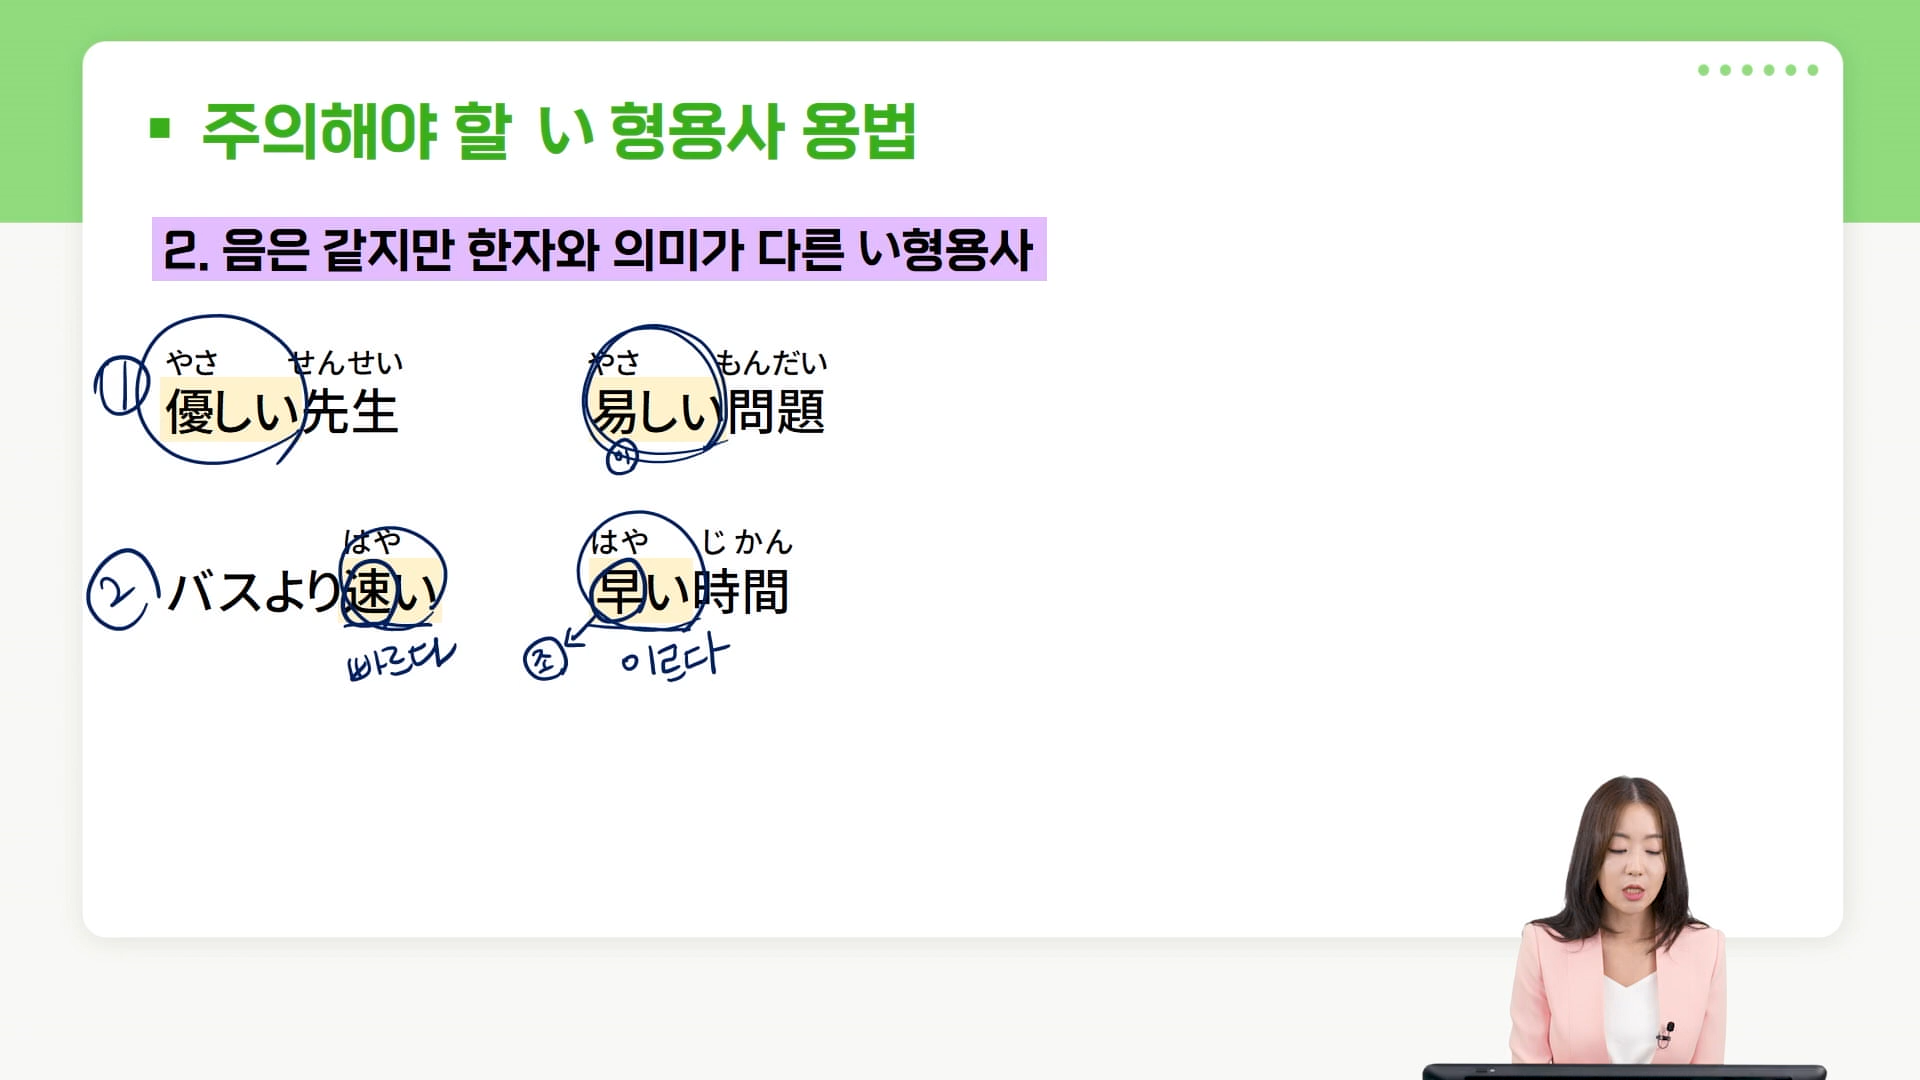 ▪ 주의해야 할 い 형용사 용법
2. 음은 같지만 한자와 의미가 다른 い형용사
やさ せんせい やさ もんだい
① 優しい先生 易しい問題
이
はや はや じかん
② バスより速い 早い時間
빠르다 조 이르다